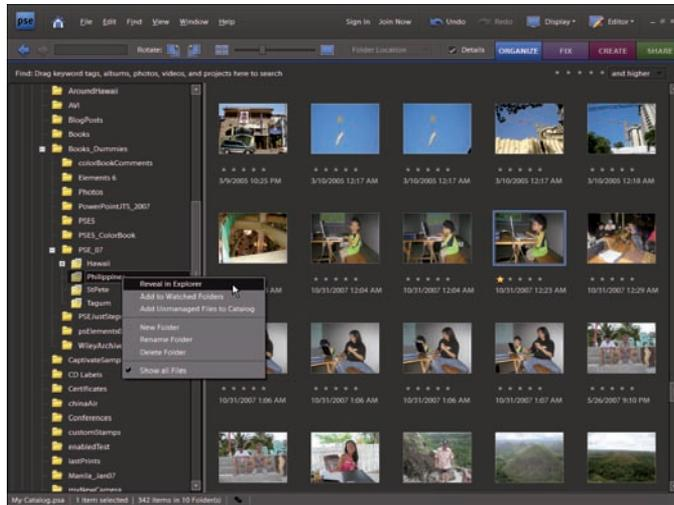 pse File Edit Find View Window Help Sign In Join Now Undo Redo Display Editor
Rotate: Folder Location Details ORGANIZE FIX CREATE SHARE
Find: Drag keyword tags, albums, photos, videos, and projects here to search and higher
AroundHawaii
AVI
BlogPosts
Books
Books_Dummies
colorBookComments
Elements 6
Photos
PowerPointJTS_2007
PSE5
PSE5_ColorBook
PSE_07
Hawaii
Philippines
StPete
Tagum
PSEJustSteps
psElements
WileyArchive
CaptivateSamp
CD Labels
Certificates
chinaAir
Conferences
customStamps
enabledTest
lastPrints
Manila_Jan07
myNewCamera
Reveal in Explorer
Add to Watched Folders
Add Unmanaged Files to Catalog
New Folder
Rename Folder
Delete Folder
Show all Files
3/9/2005 10:25 PM 3/10/2005 12:17 AM 3/10/2005 12:17 AM 3/10/2005 12:17 AM 3/10/2005 12:18 AM
AM 10/31/2007 12:04 AM 10/31/2007 12:04 AM 10/31/2007 12:23 AM 10/31/2007 12:29 AM
10/31/2007 1:06 AM 10/31/2007 1:06 AM 10/31/2007 1:06 AM 10/31/2007 1:07 AM 5/26/2007 9:10 PM
My Catalog.psa 1 item selected 342 items in 10 Folder(s)